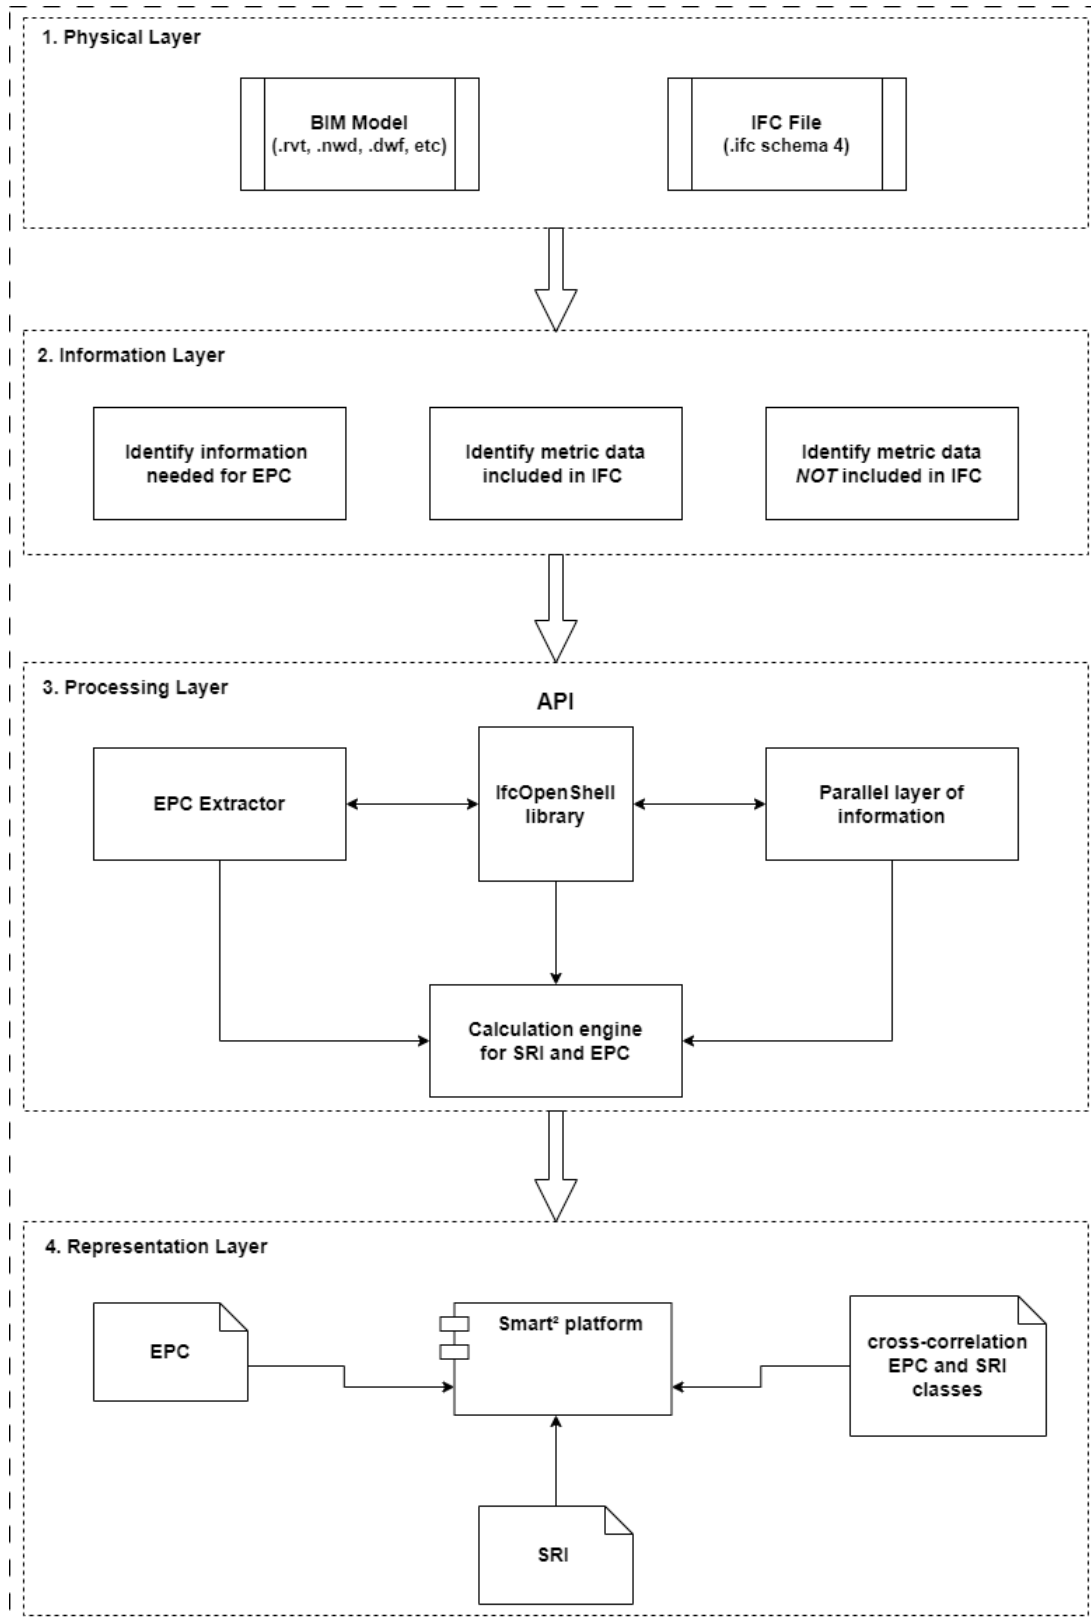 1. Physical Layer
BIM Model
(.rvt, .nwd, .dwf, etc)
IFC File
(.ifc schema 4)
2. Information Layer
Identify information
needed for EPC
Identify metric data
included in IFC
Identify metric data
NOT included in IFC
3. Processing Layer
API
EPC Extractor
IfcOpenShell
library
Parallel layer of
information
Calculation engine
for SRI and EPC
4. Representation Layer
EPC
Smart² platform
cross-correlation
EPC and SRI
classes
SRI